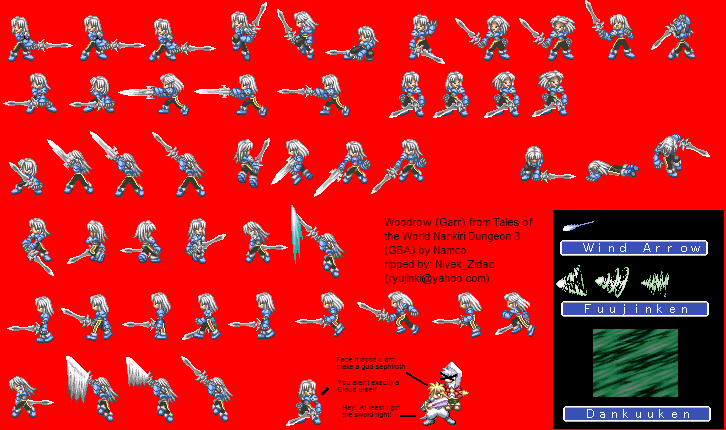 Woodrow (Garr) from Tales of
the World Narikiri Dungeon 3
(GBA) by Namco
ripped by: Nivek_Zidac
(ryujinki@yahoo.com)
Wind Arrow
Fuujinken
Dankuuken
Face it dood u dont
make a gud sephiroth
You aren't exactly a
Cloud urself
Hey! At least I got
the sword right!